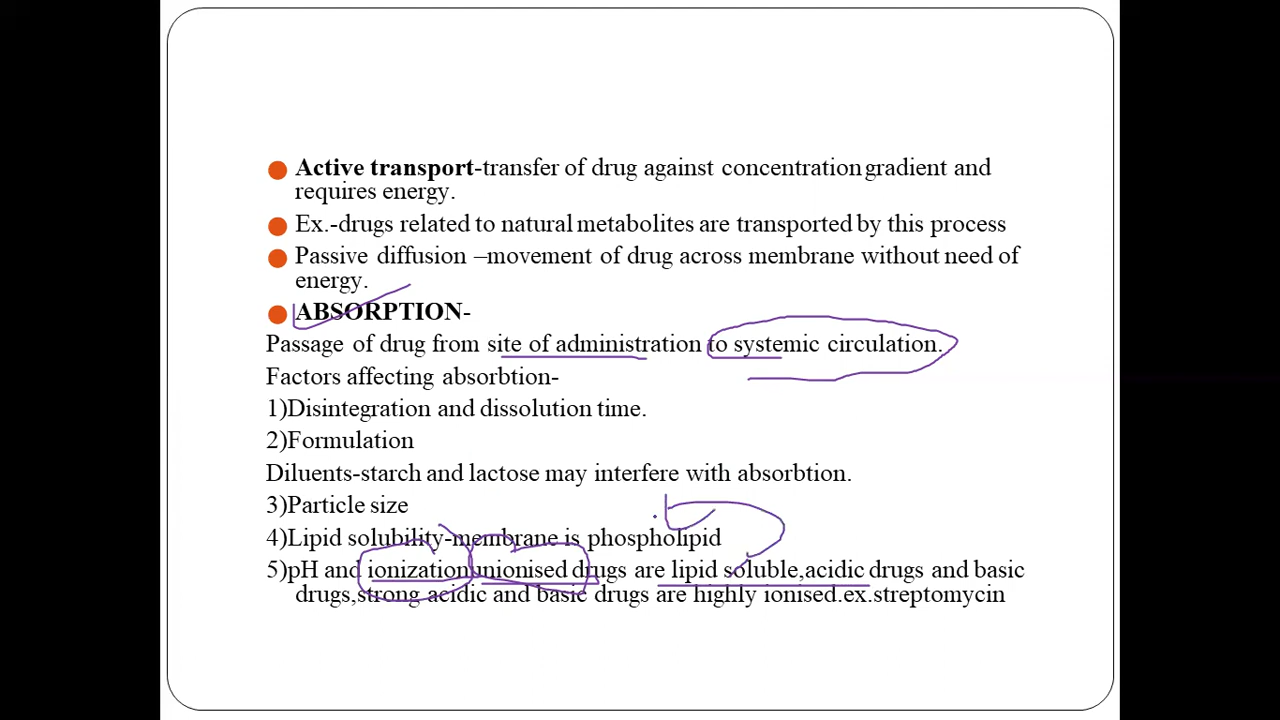 Active transport-transfer of drug against concentration gradient and
requires energy.
Ex.-drugs related to natural metabolites are transported by this process
Passive diffusion –movement of drug across membrane without need of
energy.
ABSORPTION-
Passage of drug from site of administration to systemic circulation.
Factors affecting absorbtion-
1)Disintegration and dissolution time.
2)Formulation
Diluents-starch and lactose may interfere with absorbtion.
3)Particle size
4)Lipid solubility-membrane is phospholipid
5)pH and ionization unionised drugs are lipid soluble,acidic drugs and basic
drugs,strong acidic and basic drugs are highly ionised.ex.streptomycin